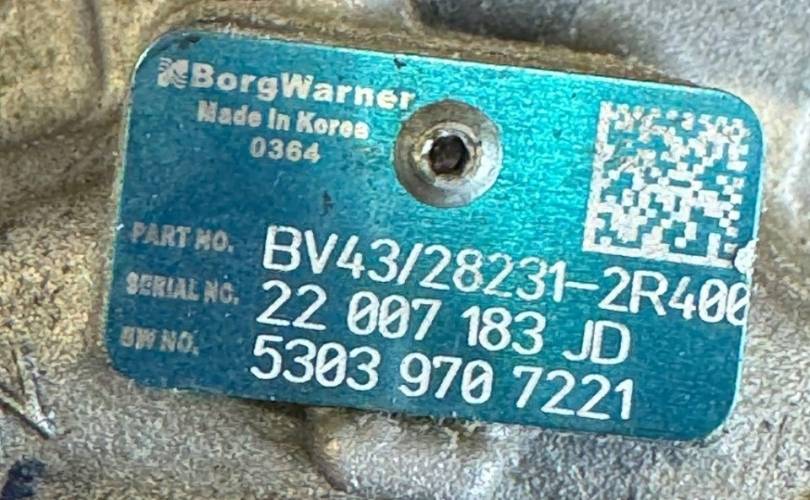 BorgWarner
Made In Korea
0364
PART NO. BV43/28231-2R400
SERIAL NO. 22 007 183 JD
BW NO. 5303 970 7221